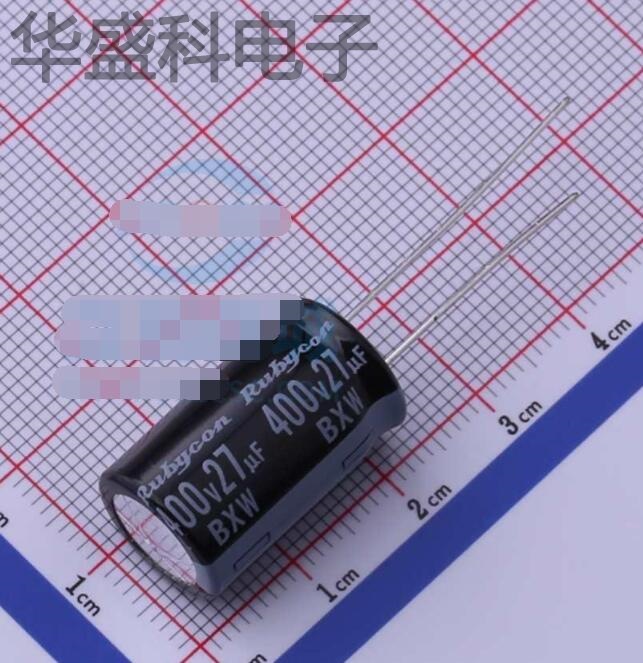 华盛科电子
Rubycon
400V27μF
BXW
Rubycon
400V27μF
BXW
4cm
3cm
2cm
1cm
1cm